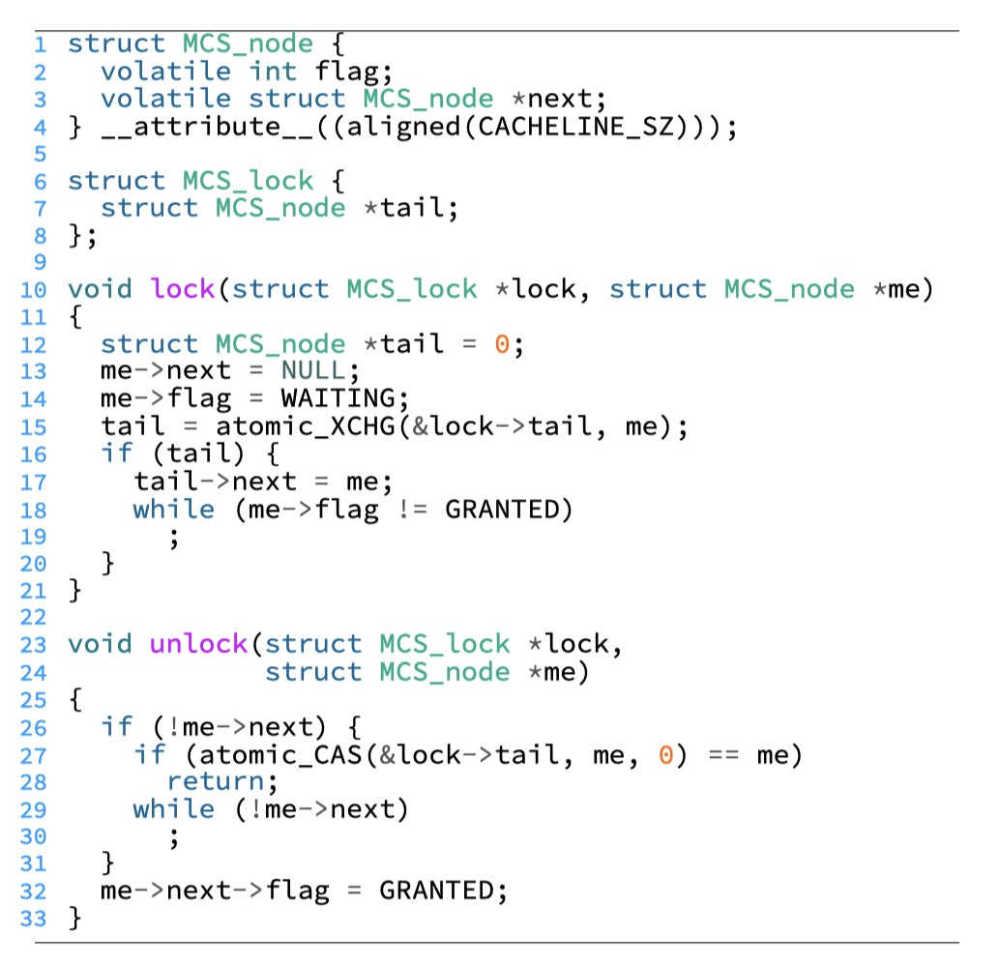 1 struct MCS_node {
2   volatile int flag;
3   volatile struct MCS_node *next;
4 } __attribute__((aligned(CACHELINE_SZ)));
5
6 struct MCS_lock {
7   struct MCS_node *tail;
8 };
9
10 void lock(struct MCS_lock *lock, struct MCS_node *me)
11 {
12   struct MCS_node *tail = 0;
13   me->next = NULL;
14   me->flag = WAITING;
15   tail = atomic_XCHG(&lock->tail, me);
16   if (tail) {
17     tail->next = me;
18     while (me->flag != GRANTED)
19       ;
20   }
21 }
22
23 void unlock(struct MCS_lock *lock,
24             struct MCS_node *me)
25 {
26   if (!me->next) {
27     if (atomic_CAS(&lock->tail, me, 0) == me)
28       return;
29     while (!me->next)
30       ;
31   }
32   me->next->flag = GRANTED;
33 }